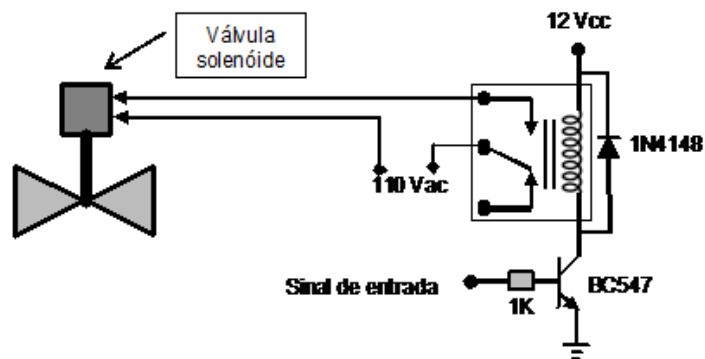 12 Vcc
Válvula
solenóide
1N4148
110 Vac
Sinal de entrada
1K
BC547